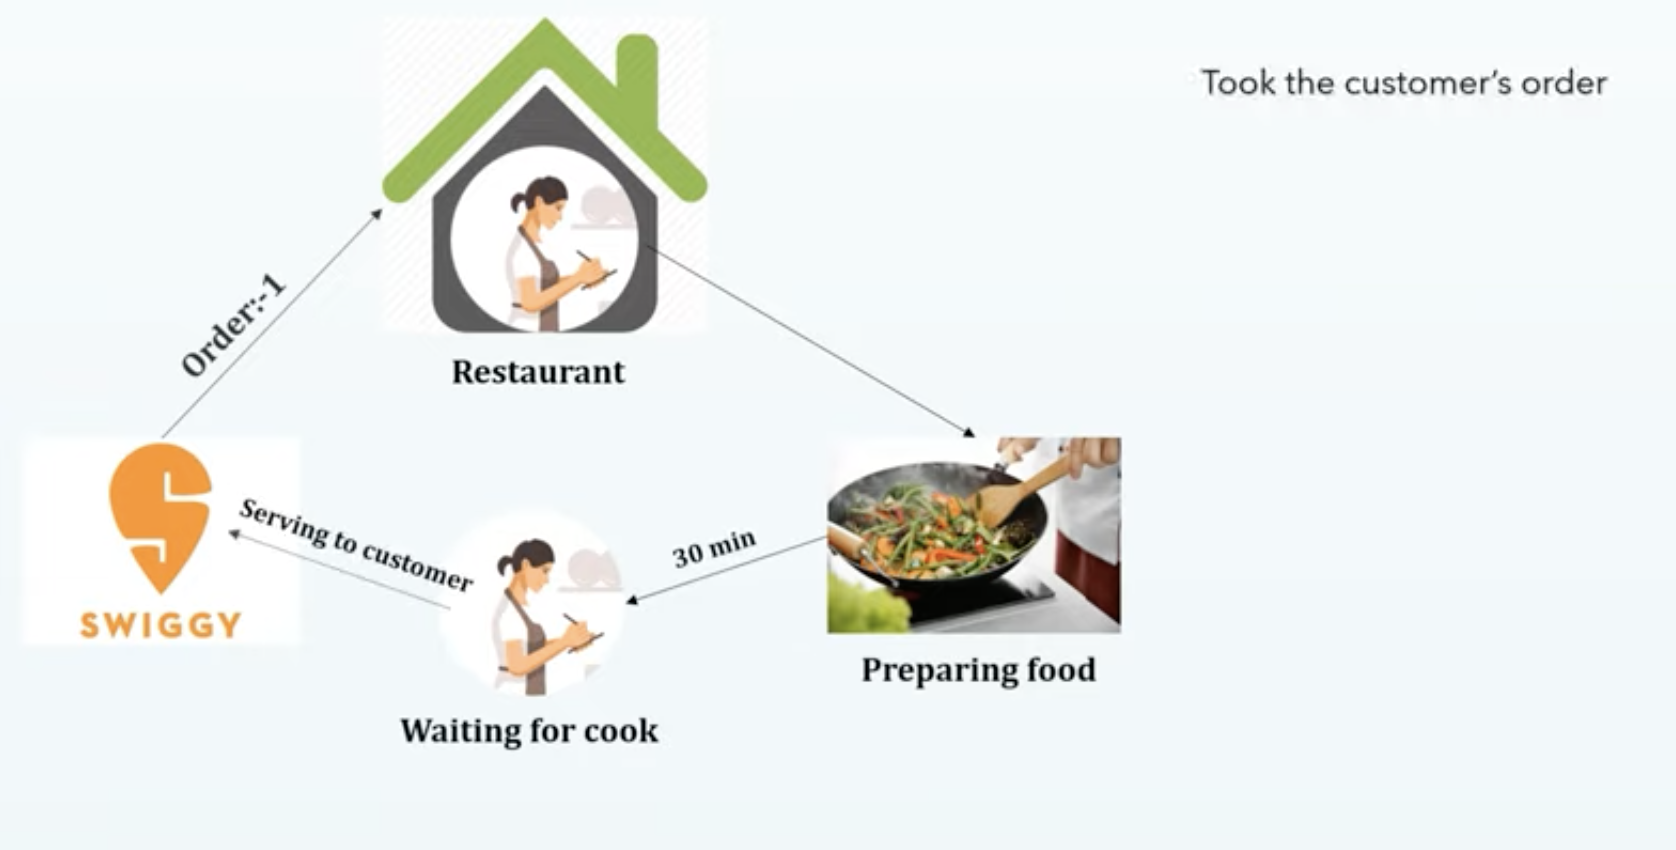 Took the customer's order
Order:-1
Restaurant
Serving to customer
30 min
SWIGGY
Preparing food
Waiting for cook